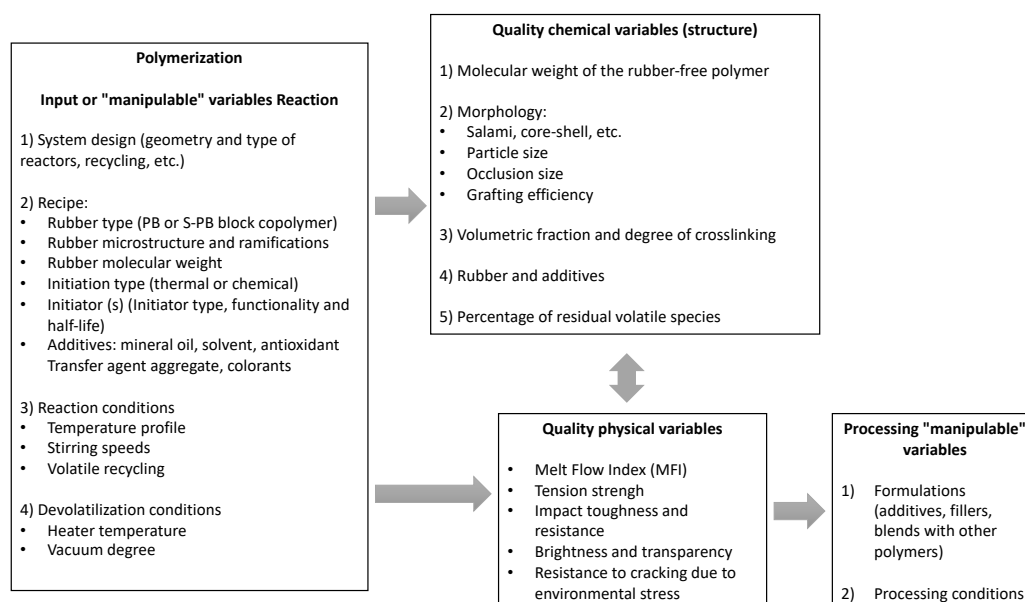 Polymerization
Input or "manipulable" variables Reaction
1) System design (geometry and type of
reactors, recycling, etc.)
2) Recipe:
• Rubber type (PB or S-PB block copolymer)
• Rubber microstructure and ramifications
• Rubber molecular weight
• Initiation type (thermal or chemical)
• Initiator (s) (Initiator type, functionality and
half-life)
• Additives: mineral oil, solvent, antioxidant
Transfer agent aggregate, colorants
3) Reaction conditions
• Temperature profile
• Stirring speeds
• Volatile recycling
4) Devolatilization conditions
• Heater temperature
• Vacuum degree
Quality chemical variables (structure)
1) Molecular weight of the rubber-free polymer
2) Morphology:
• Salami, core-shell, etc.
• Particle size
• Occlusion size
• Grafting efficiency
3) Volumetric fraction and degree of crosslinking
4) Rubber and additives
5) Percentage of residual volatile species
Quality physical variables
• Melt Flow Index (MFI)
• Tension strengh
• Impact toughness and
resistance
• Brightness and transparency
• Resistance to cracking due to
environmental stress
Processing "manipulable"
variables
1) Formulations
(additives, fillers,
blends with other
polymers)
2) Processing conditions